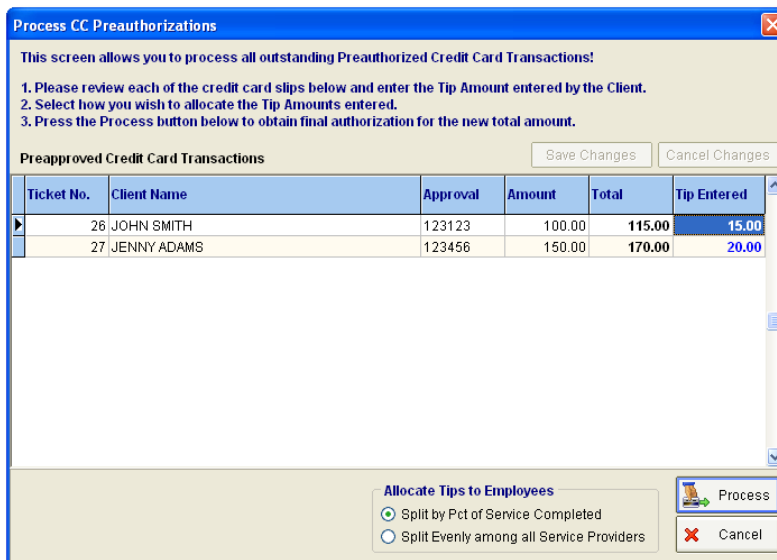 Process CC Preauthorizations
This screen allows you to process all outstanding Preauthorized Credit Card Transactions!
1. Please review each of the credit card slips below and enter the Tip Amount entered by the Client.
2. Select how you wish to allocate the Tip Amounts entered.
3. Press the Process button below to obtain final authorization for the new total amount.
Preapproved Credit Card Transactions Save Changes Cancel Changes
Ticket No. Client Name Approval Amount Total Tip Entered
26 JOHN SMITH 123123 100.00 115.00 15.00
27 JENNY ADAMS 123456 150.00 170.00 20.00
Allocate Tips to Employees
Split by Pct of Service Completed
Split Evenly among all Service Providers
Process
Cancel